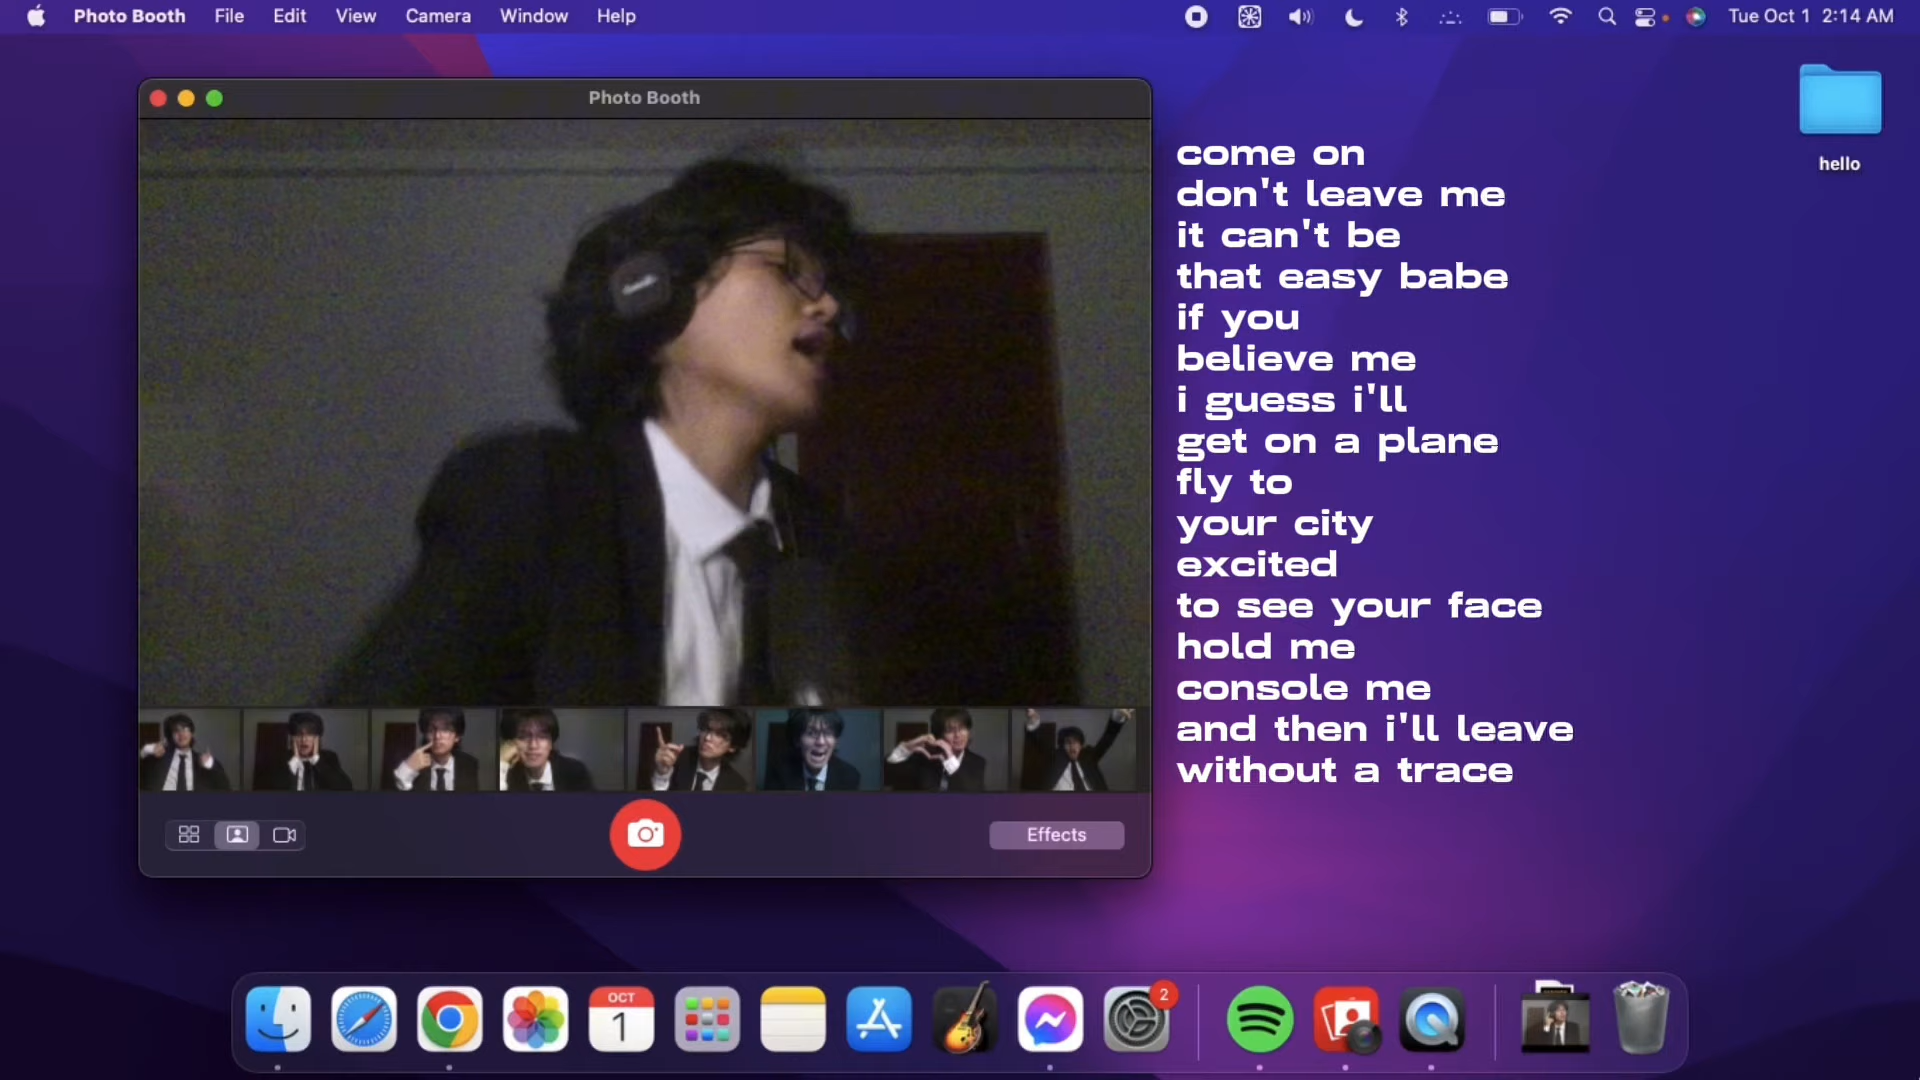 Photo Booth File Edit View Camera Window Help Tue Oct 1 2:14 AM
Photo Booth
hello
come on
don't leave me
it can't be
that easy babe
if you
believe me
i guess i'll
get on a plane
fly to
your city
excited
to see your face
hold me
console me
and then i'll leave
without a trace
Effects
OCT
1
2